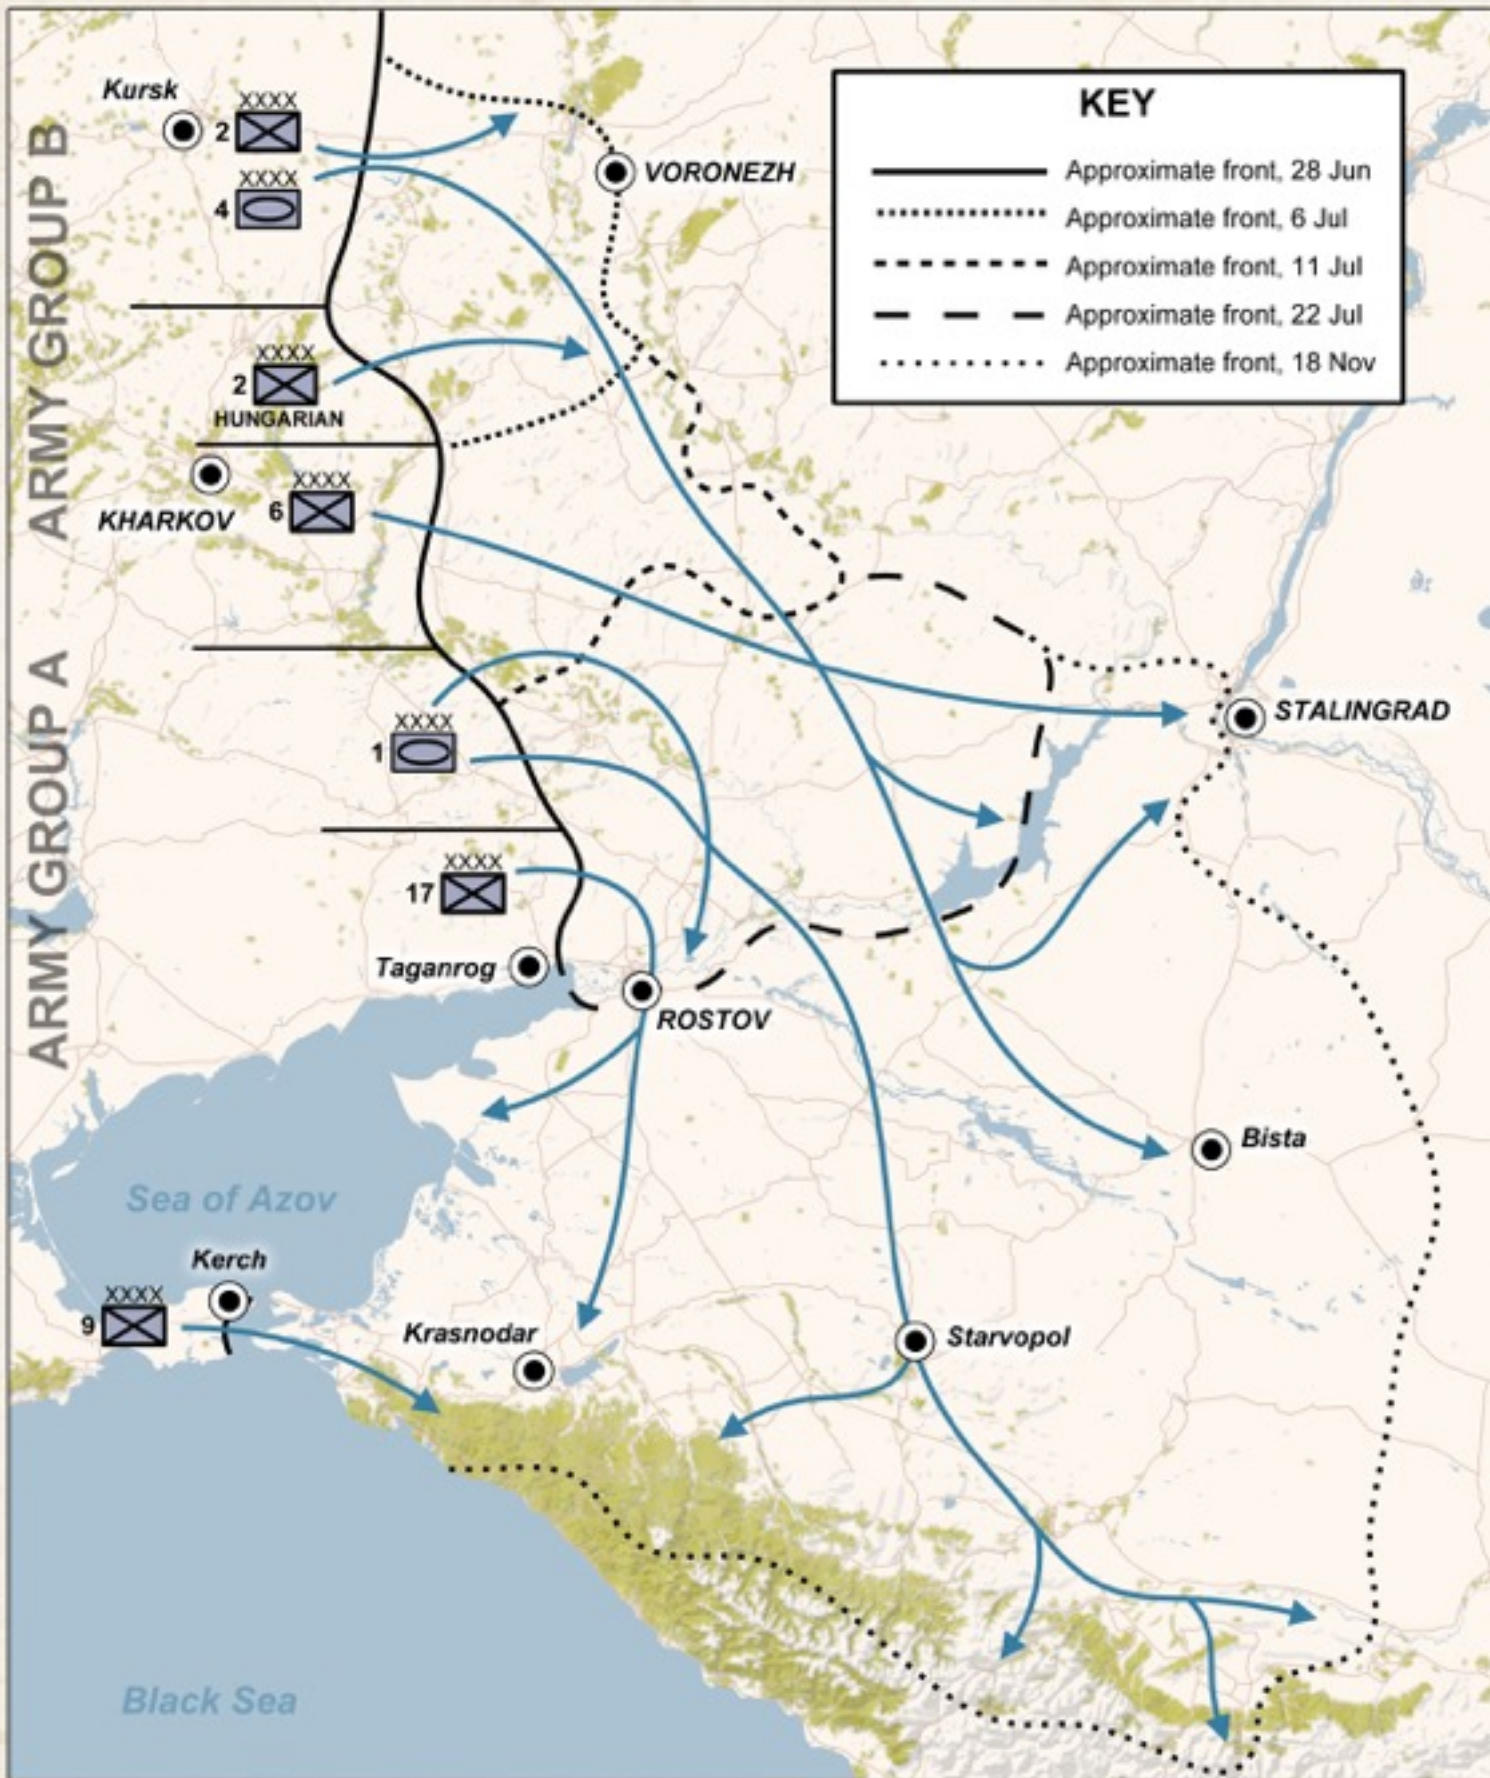 KEY
Approximate front, 28 Jun
Approximate front, 6 Jul
Approximate front, 11 Jul
Approximate front, 22 Jul
Approximate front, 18 Nov
ARMY GROUP B
ARMY GROUP A
Kursk
XXXX
2
XXXX
4
VORONEZH
XXXX
2
HUNGARIAN
KHARKOV
XXXX
6
XXXX
1
STALINGRAD
XXXX
17
Taganrog
ROSTOV
Bista
Sea of Azov
Kerch
XXXX
9
Krasnodar
Starvopol
Black Sea